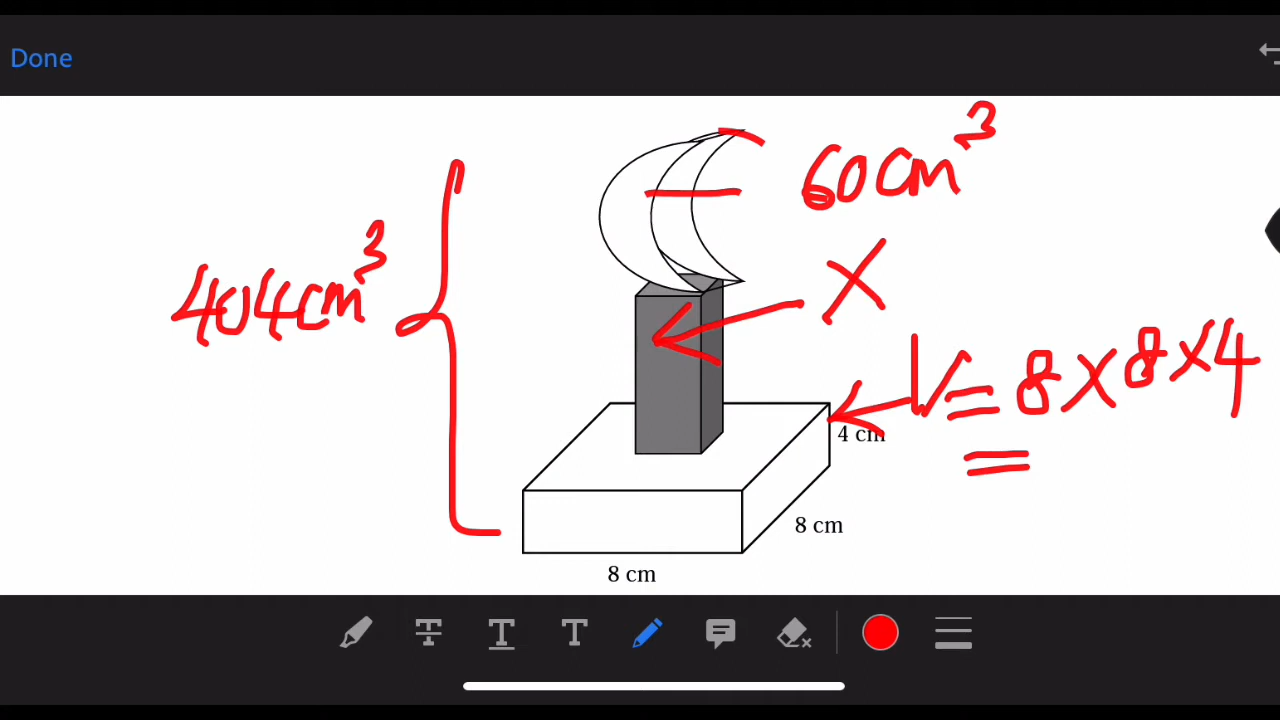 Done
60cm³
404cm³
X
V=8×8×4
=
4 cm
8 cm
8 cm
T T T